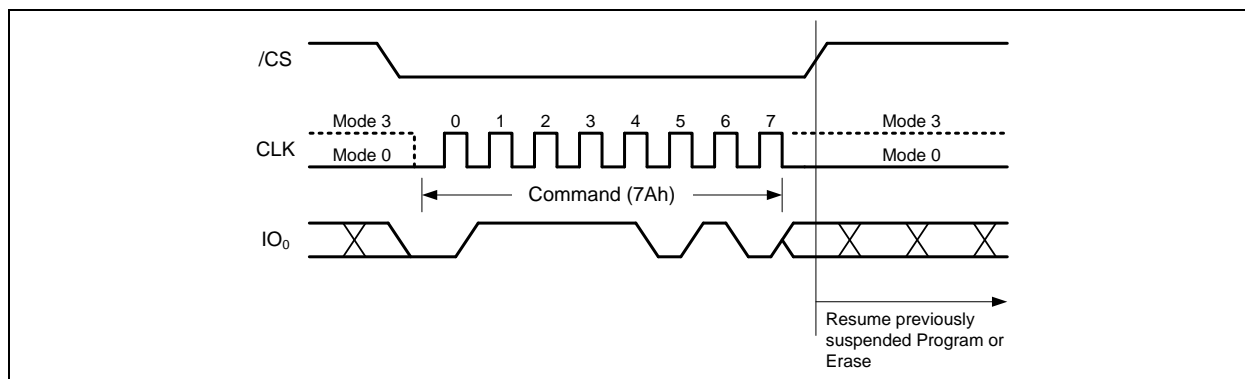 /CS
Mode 3 0 1 2 3 4 5 6 7 Mode 3
CLK
Mode 0 Mode 0
Command (7Ah)
IO₀
Resume previously
suspended Program or
Erase